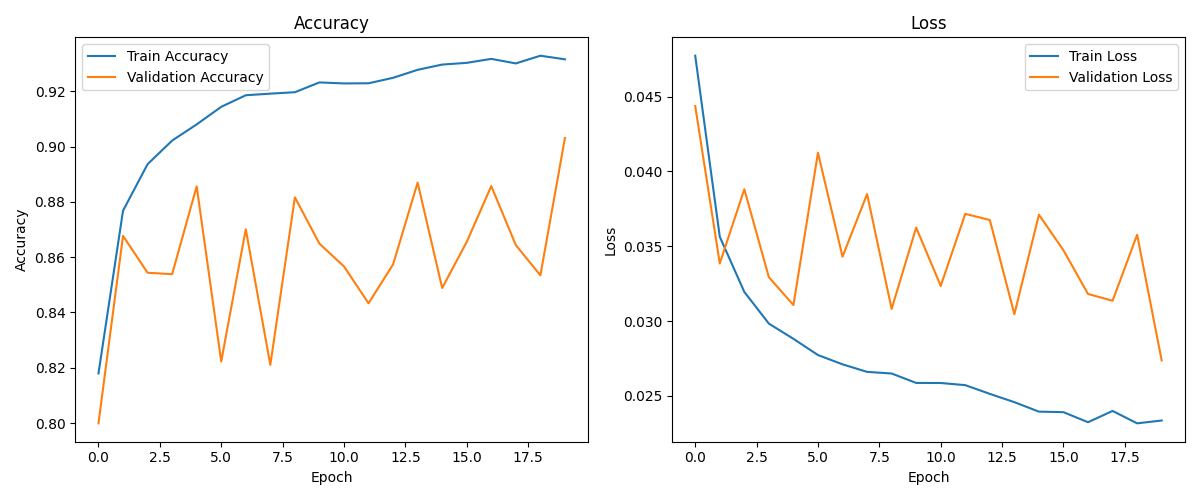 Accuracy
Train Accuracy
Validation Accuracy
Accuracy
0.92
0.90
0.88
0.86
0.84
0.82
0.80
0.0 2.5 5.0 7.5 10.0 12.5 15.0 17.5
Epoch
Loss
Train Loss
Validation Loss
Loss
0.045
0.040
0.035
0.030
0.025
0.0 2.5 5.0 7.5 10.0 12.5 15.0 17.5
Epoch